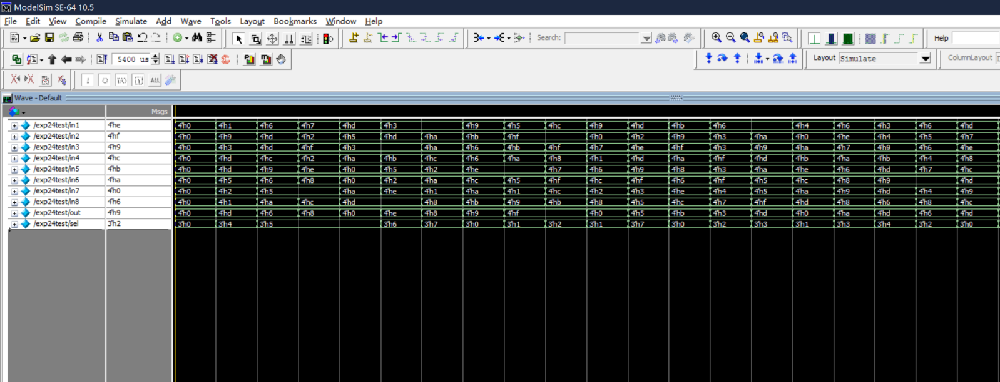 ModelSim SE-64 10.5
File Edit View Compile Simulate Add Wave Tools Layout Bookmarks Window Help
Search: Help
5400 us Layout Simulate ColumnLayout
ALL
Wave - Default
Msgs
/exp24test/in1 4'he 4'h0 4'h1 4'h6 4'h7 4'hd 4'h3 4'h9 4'h5 4'hc 4'h9 4'hd 4'hb 4'h6 4'h4 4'h6 4'h3 4'h6 4'hd
/exp24test/in2 4'hf 4'h0 4'h9 4'hd 4'h2 4'h5 4'hd 4'ha 4'hb 4'hf 4'h0 4'h2 4'h9 4'h3 4'ha 4'h0 4'he 4'h4 4'h5 4'h7
/exp24test/in3 4'h9 4'h0 4'h3 4'hd 4'hf 4'h3 4'ha 4'h6 4'hb 4'hf 4'h7 4'he 4'hf 4'h3 4'h9 4'ha 4'h7 4'h9 4'h6 4'he
/exp24test/in4 4'hc 4'h0 4'hd 4'hc 4'h2 4'ha 4'hb 4'hc 4'h6 4'ha 4'h8 4'h1 4'hd 4'ha 4'hf 4'hd 4'hb 4'ha 4'hb 4'h4 4'h8
/exp24test/in5 4'hb 4'h0 4'hd 4'h9 4'he 4'h0 4'h5 4'h2 4'he 4'h7 4'h6 4'h9 4'h8 4'h3 4'ha 4'he 4'h6 4'hd 4'h7 4'hc
/exp24test/in6 4'ha 4'h0 4'h5 4'h6 4'h8 4'h0 4'h2 4'ha 4'hc 4'h5 4'hf 4'hc 4'hf 4'h6 4'hf 4'h5 4'hc 4'h8 4'h9 4'hd
/exp24test/in7 4'h0 4'h0 4'h2 4'h5 4'ha 4'he 4'h1 4'ha 4'h1 4'hc 4'h2 4'h3 4'he 4'h4 4'h5 4'ha 4'h9 4'hd 4'h4 4'h9
/exp24test/in8 4'h6 4'h0 4'h1 4'ha 4'hc 4'hd 4'h8 4'hb 4'h9 4'hb 4'h8 4'h5 4'hc 4'h7 4'hf 4'hd 4'h8 4'h6 4'h8 4'hc
/exp24test/out 4'h9 4'h0 4'hd 4'h6 4'h8 4'h0 4'he 4'h8 4'h9 4'hf 4'h0 4'h5 4'hb 4'h3 4'hd 4'h0 4'ha 4'hd 4'h6 4'hd
/exp24test/sel 3'h2 3'h0 3'h4 3'h5 3'h6 3'h7 3'h0 3'h1 3'h2 3'h1 3'h7 3'h0 3'h2 3'h3 3'h1 3'h3 3'h4 3'h2 3'h0